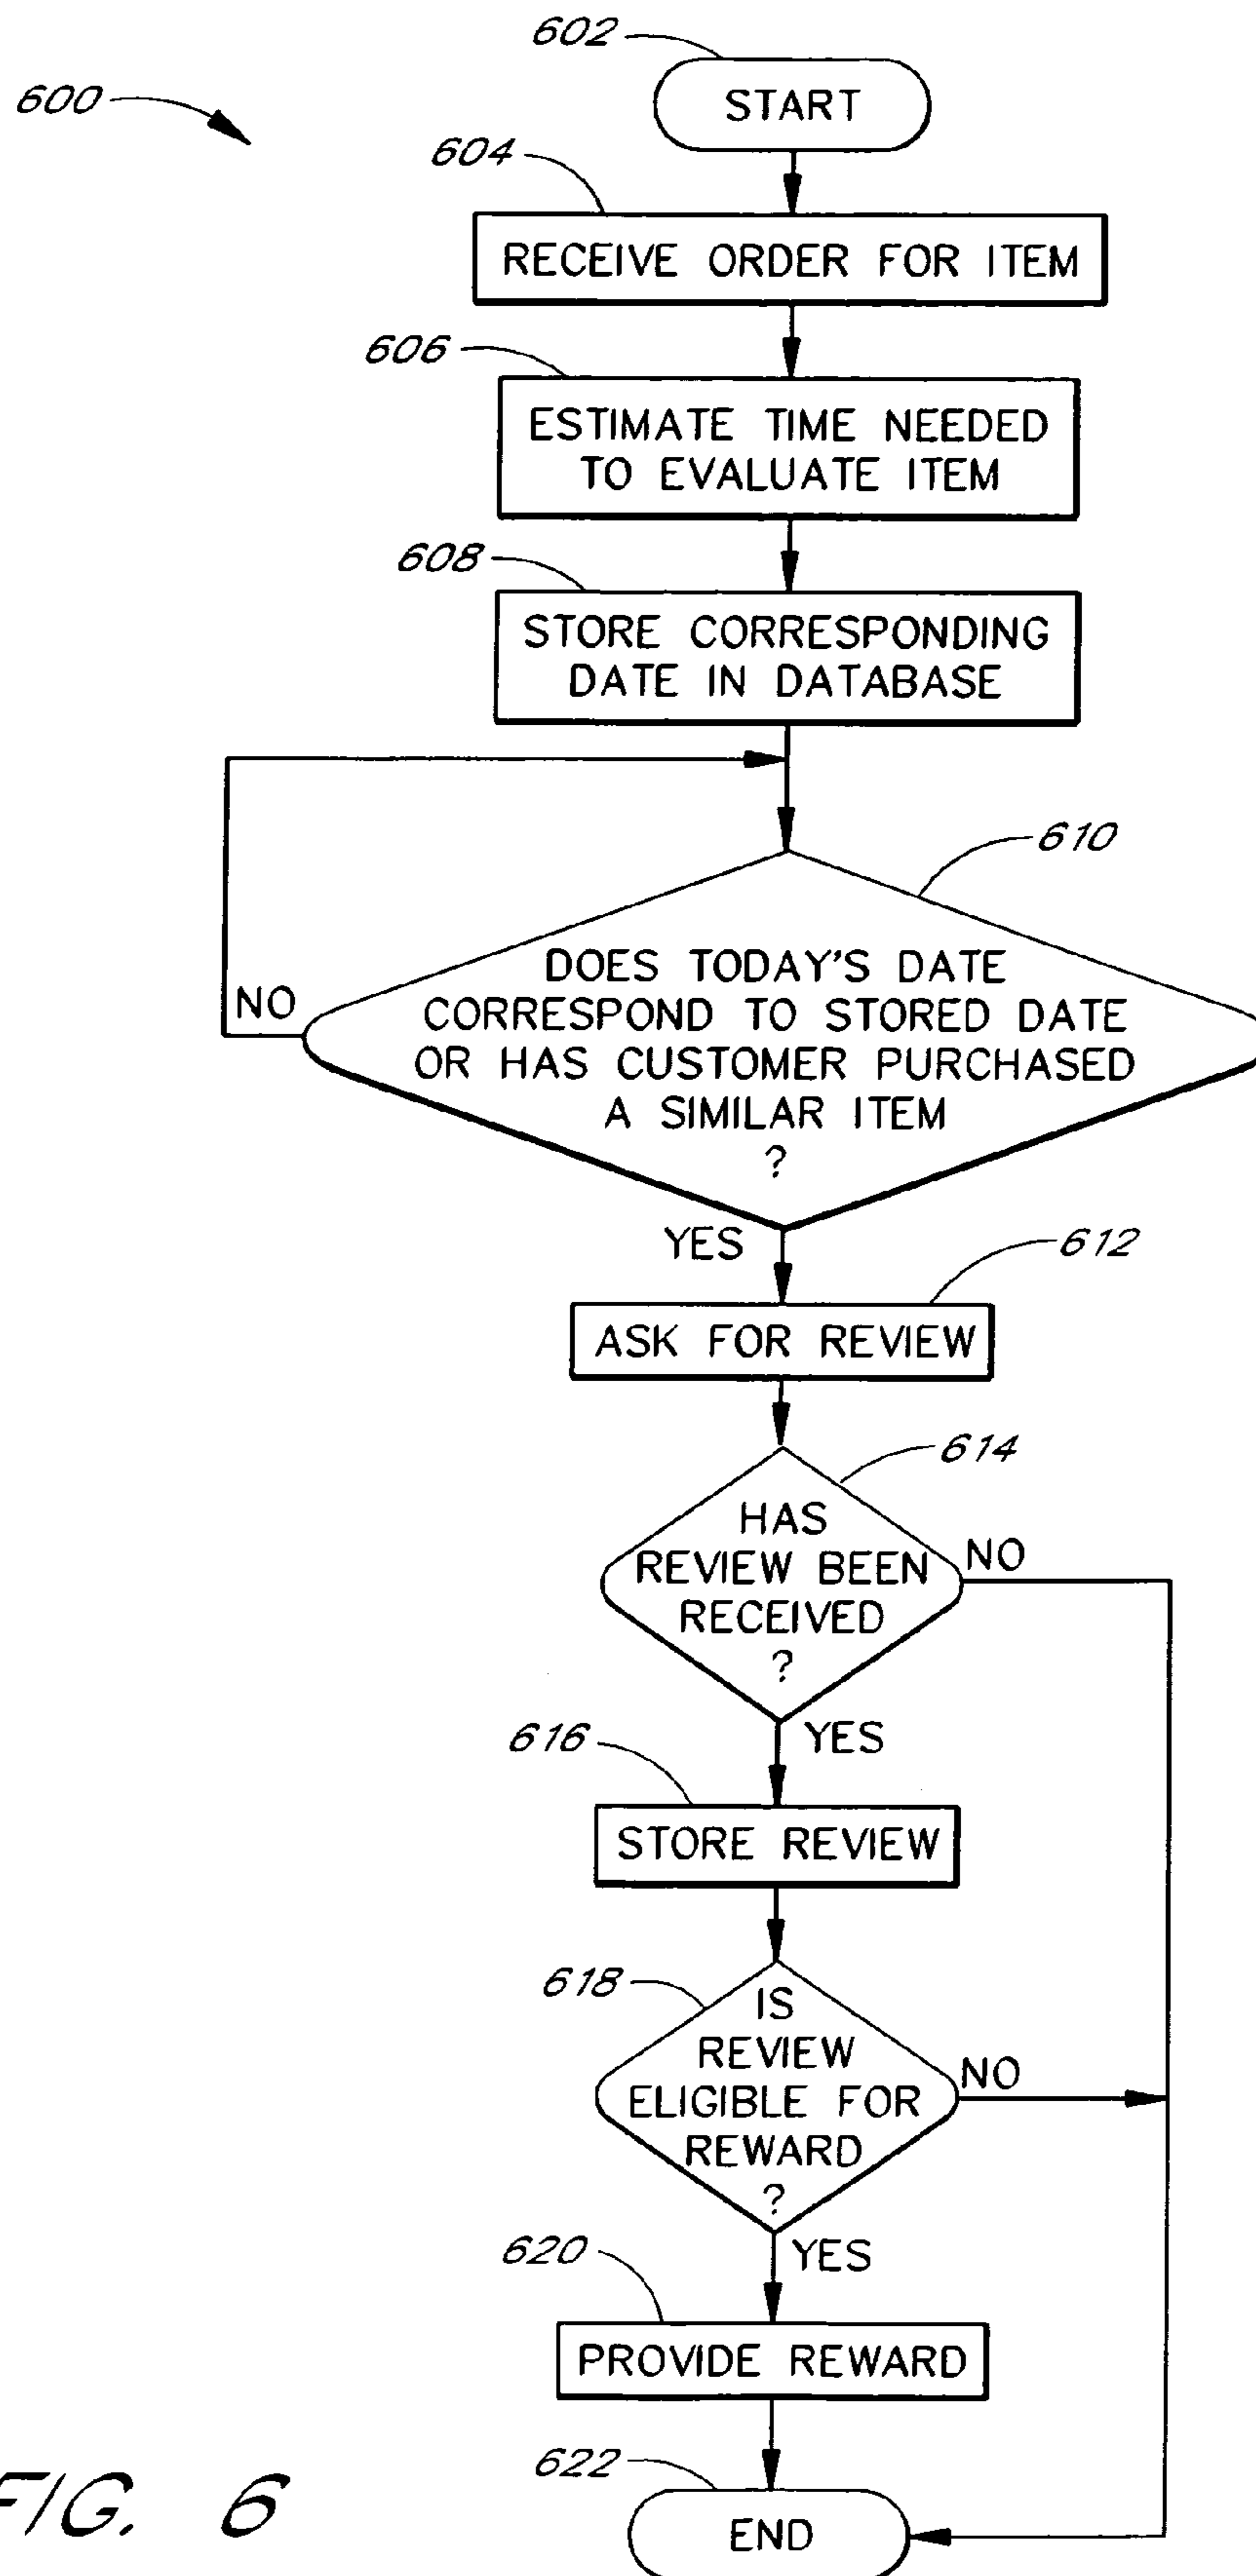 602
START
600
604
RECEIVE ORDER FOR ITEM
606
ESTIMATE TIME NEEDED
TO EVALUATE ITEM
608
STORE CORRESPONDING
DATE IN DATABASE
610
DOES TODAY'S DATE
CORRESPOND TO STORED DATE
OR HAS CUSTOMER PURCHASED
A SIMILAR ITEM
?
NO
YES
612
ASK FOR REVIEW
614
HAS
REVIEW BEEN
RECEIVED
?
NO
YES
616
STORE REVIEW
618
IS
REVIEW
ELIGIBLE FOR
REWARD
?
NO
YES
620
PROVIDE REWARD
622
END
FIG. 6